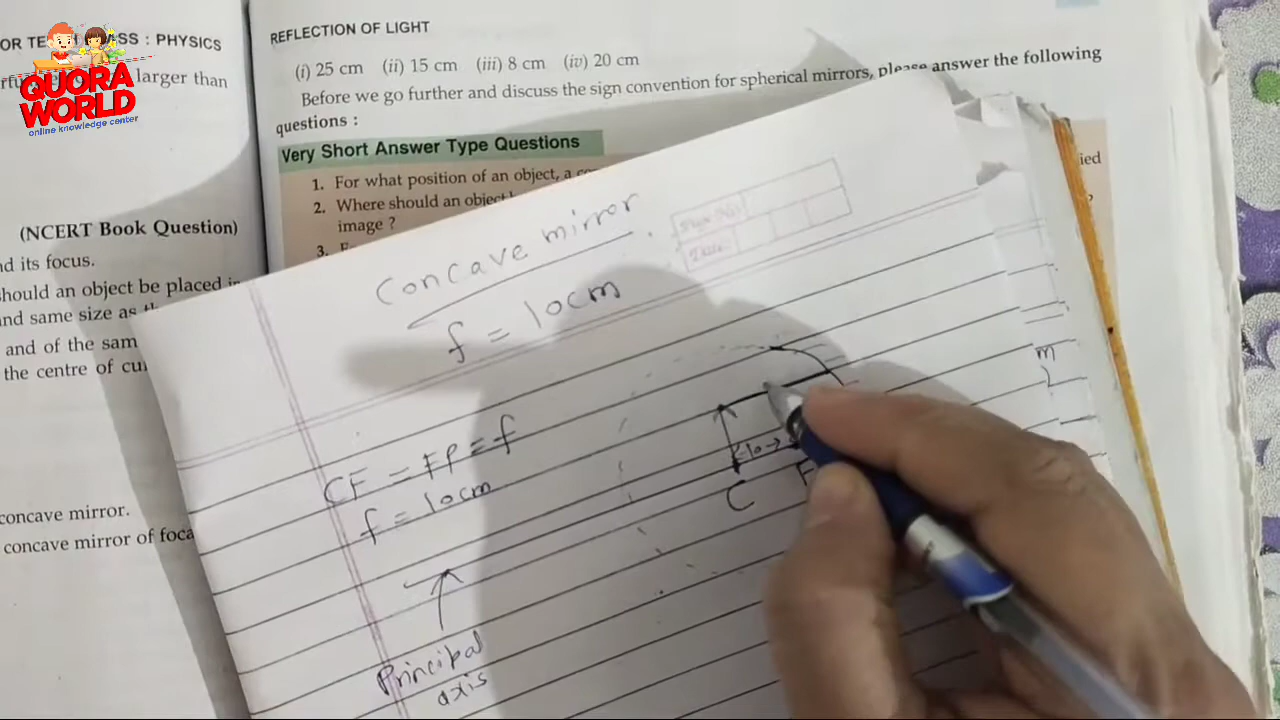 OR TE
SS : PHYSICS
larger than
QUORA
WORLD
online knowledge center
(NCERT Book Question)
nd its focus.
should an object be placed
and same size as
and of the sam
the centre of cu
concave mirror.
concave mirror of foca
REFLECTION OF LIGHT
(i) 25 cm (ii) 15 cm (iii) 8 cm (iv) 20 cm
Before we go further and discuss the sign convention for spherical mirrors, please answer the following
questions :
Very Short Answer Type Questions
1. For what position of an object, a
2. Where should an object
image ?
3.
ied
Concave mirror
f = 10cm
CF = FP = f
f = 10cm
Principal
axis
10
C F
m